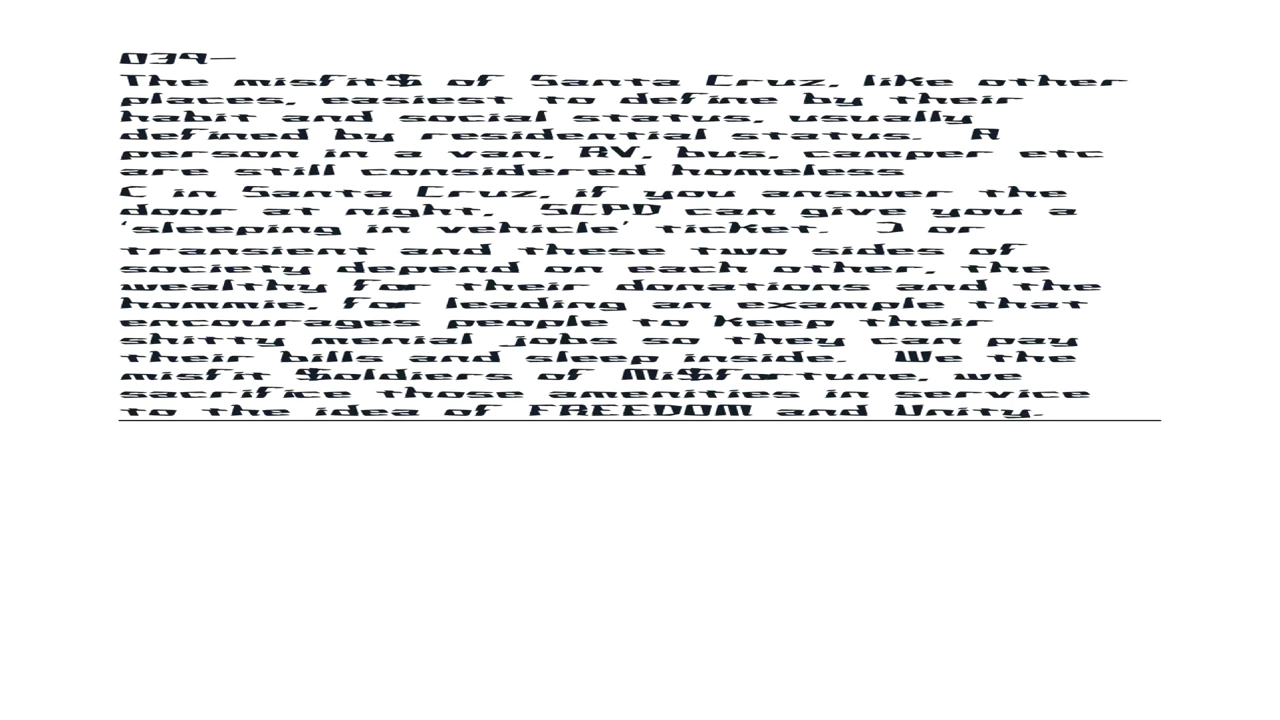 039—
The misfit$ of Santa Cruz, like other
places, easiest to define by their
habit and social status, usually
defined by residential status.  A
person in a van, RV, bus, camper etc
are still considered homeless
C in Santa Cruz, if you answer the
door at night,  SCPD can give you a
'sleeping in vehicle' ticket.  Ɔ or
transient and these two sides of
society depend on each other, the
wealthy for their donations and the
hommie, for leading an example that
encourages people to keep their
shitty menial jobs so they can pay
their bills and sleep inside.  We the
misfit $oldiers of Mi$fortune, we
sacrifice those amenities in service
to the idea of FREEDOM and Unity.